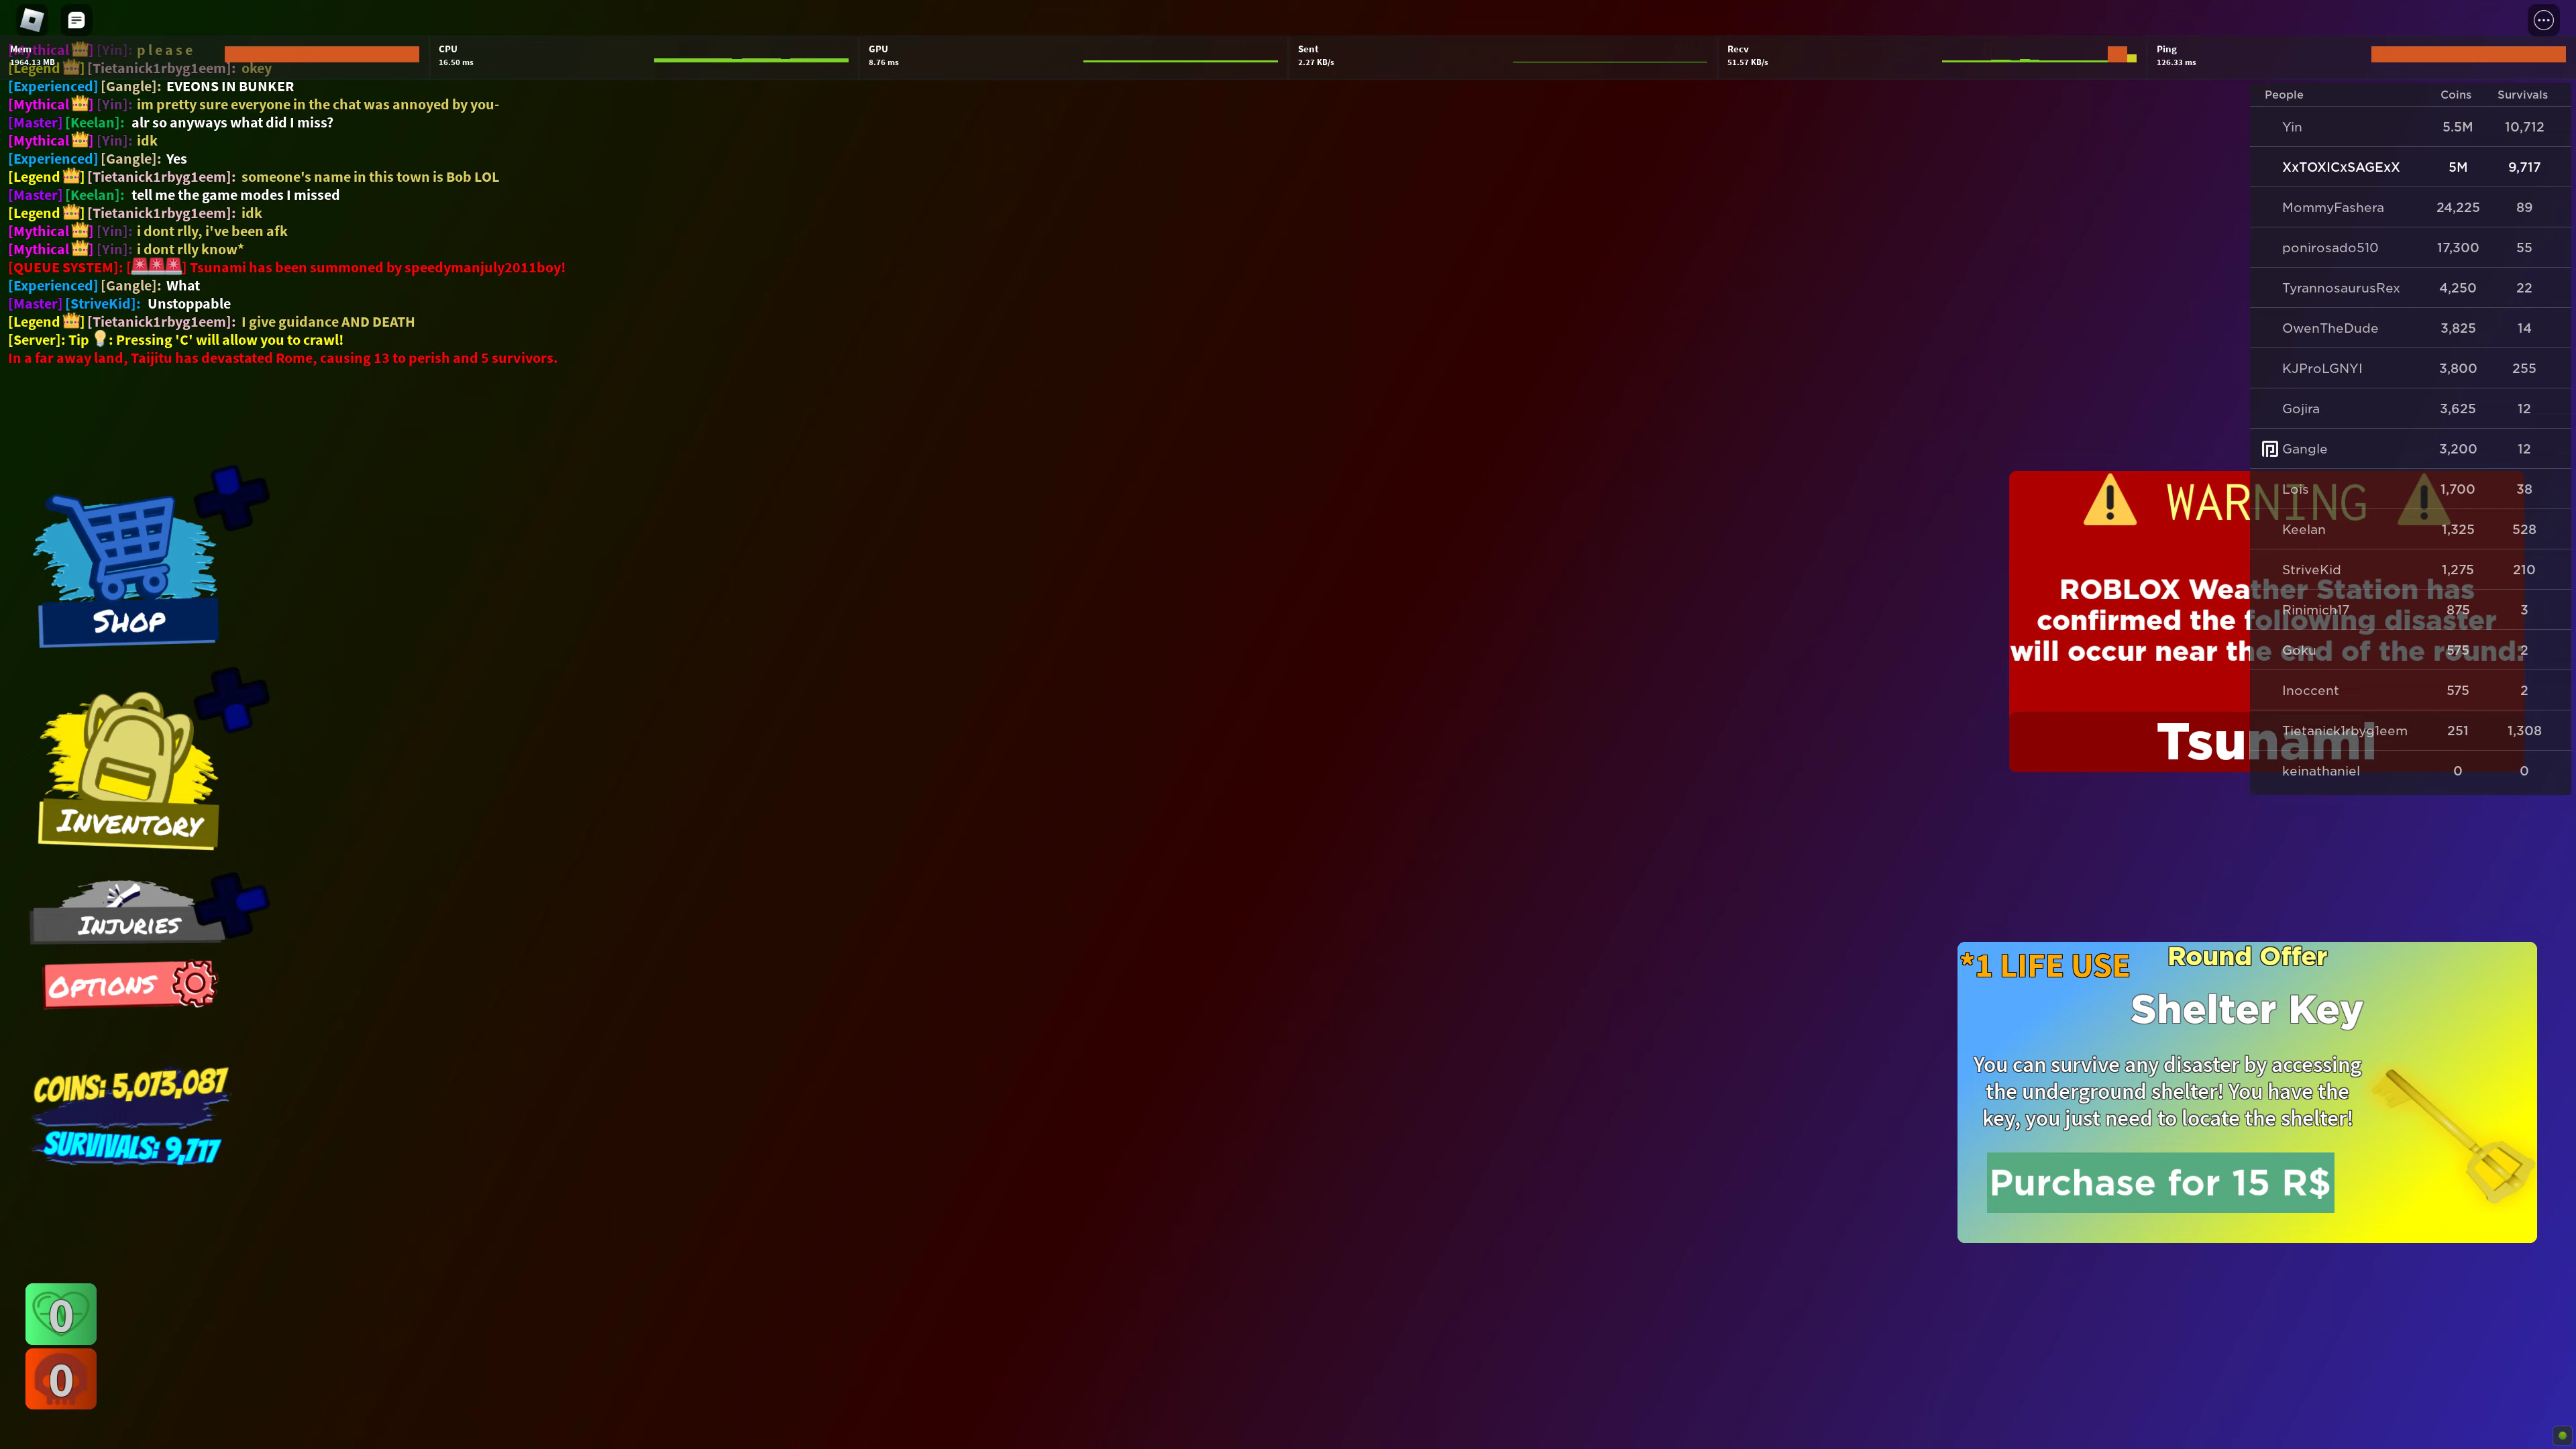 Mem
1964.13 MB
CPU
16.50 ms
GPU
8.76 ms
Sent
2.27 KB/s
Recv
51.57 KB/s
Ping
126.33 ms
[Mythical 👑] [Yin]: p l e a s e
[Legend 👑] [Tietanick1rbyg1eem]: okey
[Experienced] [Gangle]: EVEONS IN BUNKER
[Mythical 👑] [Yin]: im pretty sure everyone in the chat was annoyed by you-
[Master] [Keelan]: alr so anyways what did I miss?
[Mythical 👑] [Yin]: idk
[Experienced] [Gangle]: Yes
[Legend 👑] [Tietanick1rbyg1eem]: someone's name in this town is Bob LOL
[Master] [Keelan]: tell me the game modes I missed
[Legend 👑] [Tietanick1rbyg1eem]: idk
[Mythical 👑] [Yin]: i dont rlly, i've been afk
[Mythical 👑] [Yin]: i dont rlly know*
[QUEUE SYSTEM]: [🚨🚨🚨] Tsunami has been summoned by speedymanjuly2011boy!
[Experienced] [Gangle]: What
[Master] [StriveKid]: Unstoppable
[Legend 👑] [Tietanick1rbyg1eem]: I give guidance AND DEATH
[Server]: Tip 💡: Pressing 'C' will allow you to crawl!
In a far away land, Taijitu has devastated Rome, causing 13 to perish and 5 survivors.
SHOP
INVENTORY
INJURIES
OPTIONS
COINS: 5,073,087
SURVIVALS: 9,717
0
0
People Coins Survivals
Yin 5.5M 10,712
XxTOXICxSAGExX 5M 9,717
MommyFashera 24,225 89
ponirosado510 17,300 55
TyrannosaurusRex 4,250 22
OwenTheDude 3,825 14
KJProLGNYI 3,800 255
Gojira 3,625 12
Gangle 3,200 12
Lois 1,700 38
Keelan 1,325 528
StriveKid 1,275 210
Rinimich17 875 3
Goku 575 2
Inoccent 575 2
Tietanick1rbyg1eem 251 1,308
keinathaniel 0 0
WARNING
ROBLOX Weather Station has
confirmed the following disaster
will occur near the end of the round:
Tsunami
*1 LIFE USE
Round Offer
Shelter Key
You can survive any disaster by accessing
the underground shelter! You have the
key, you just need to locate the shelter!
Purchase for 15 R$